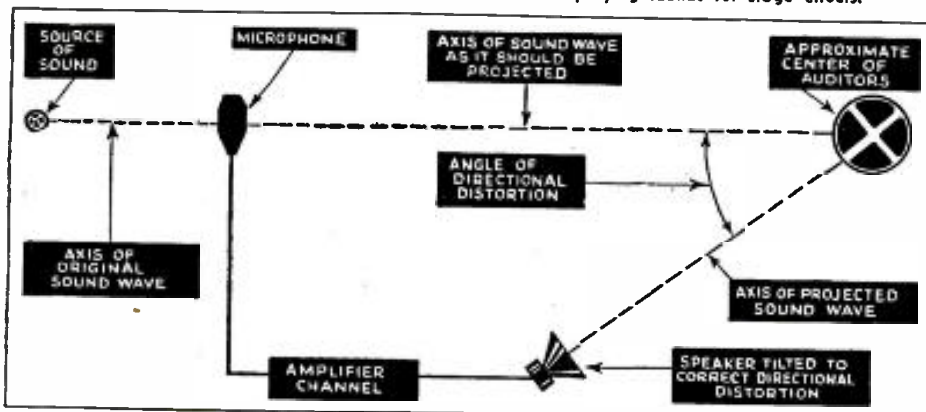 SOURCE
OF
SOUND
MICROPHONE
AXIS OF SOUND WAVE
AS IT SHOULD BE
PROJECTED
APPROXIMATE
CENTER OF
AUDITORS
ANGLE OF
DIRECTIONAL
DISTORTION
AXIS OF
ORIGINAL
SOUND WAVE
AXIS OF PROJECTED
SOUND WAVE
AMPLIFIER
CHANNEL
SPEAKER TILTED TO
CORRECT DIRECTIONAL
DISTORTION